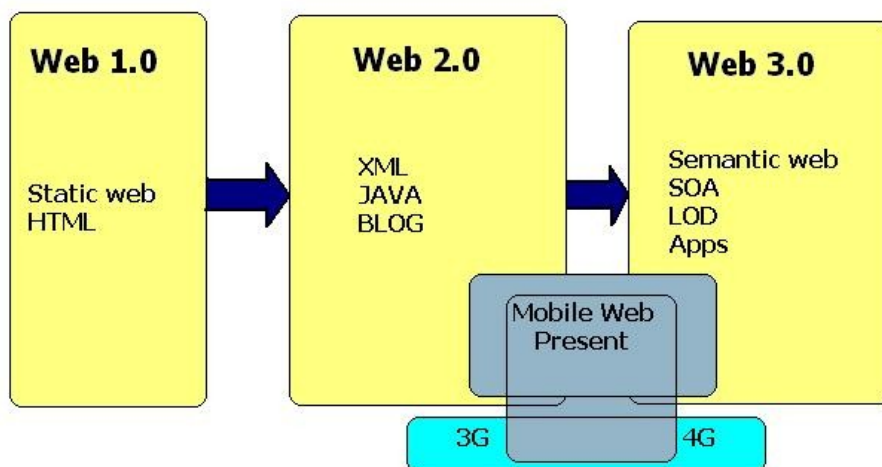 Web 1.0
Static web
HTML
Web 2.0
XML
JAVA
BLOG
Web 3.0
Semantic web
SOA
LOD
Apps
Mobile Web
Present
3G
4G